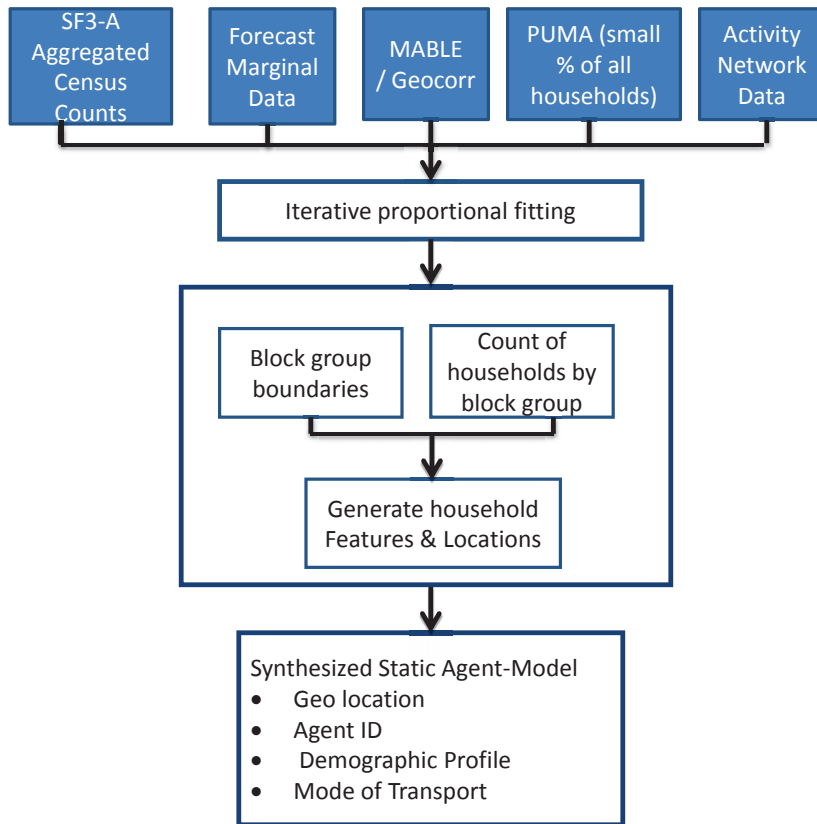 SF3-A
Aggregated
Census
Counts
Forecast
Marginal
Data
MABLE
/ Geocorr
PUMA (small
% of all
households)
Activity
Network
Data
Iterative proportional fitting
Block group
boundaries
Count of
households by
block group
Generate household
Features & Locations
Synthesized Static Agent-Model
• Geo location
• Agent ID
• Demographic Profile
• Mode of Transport